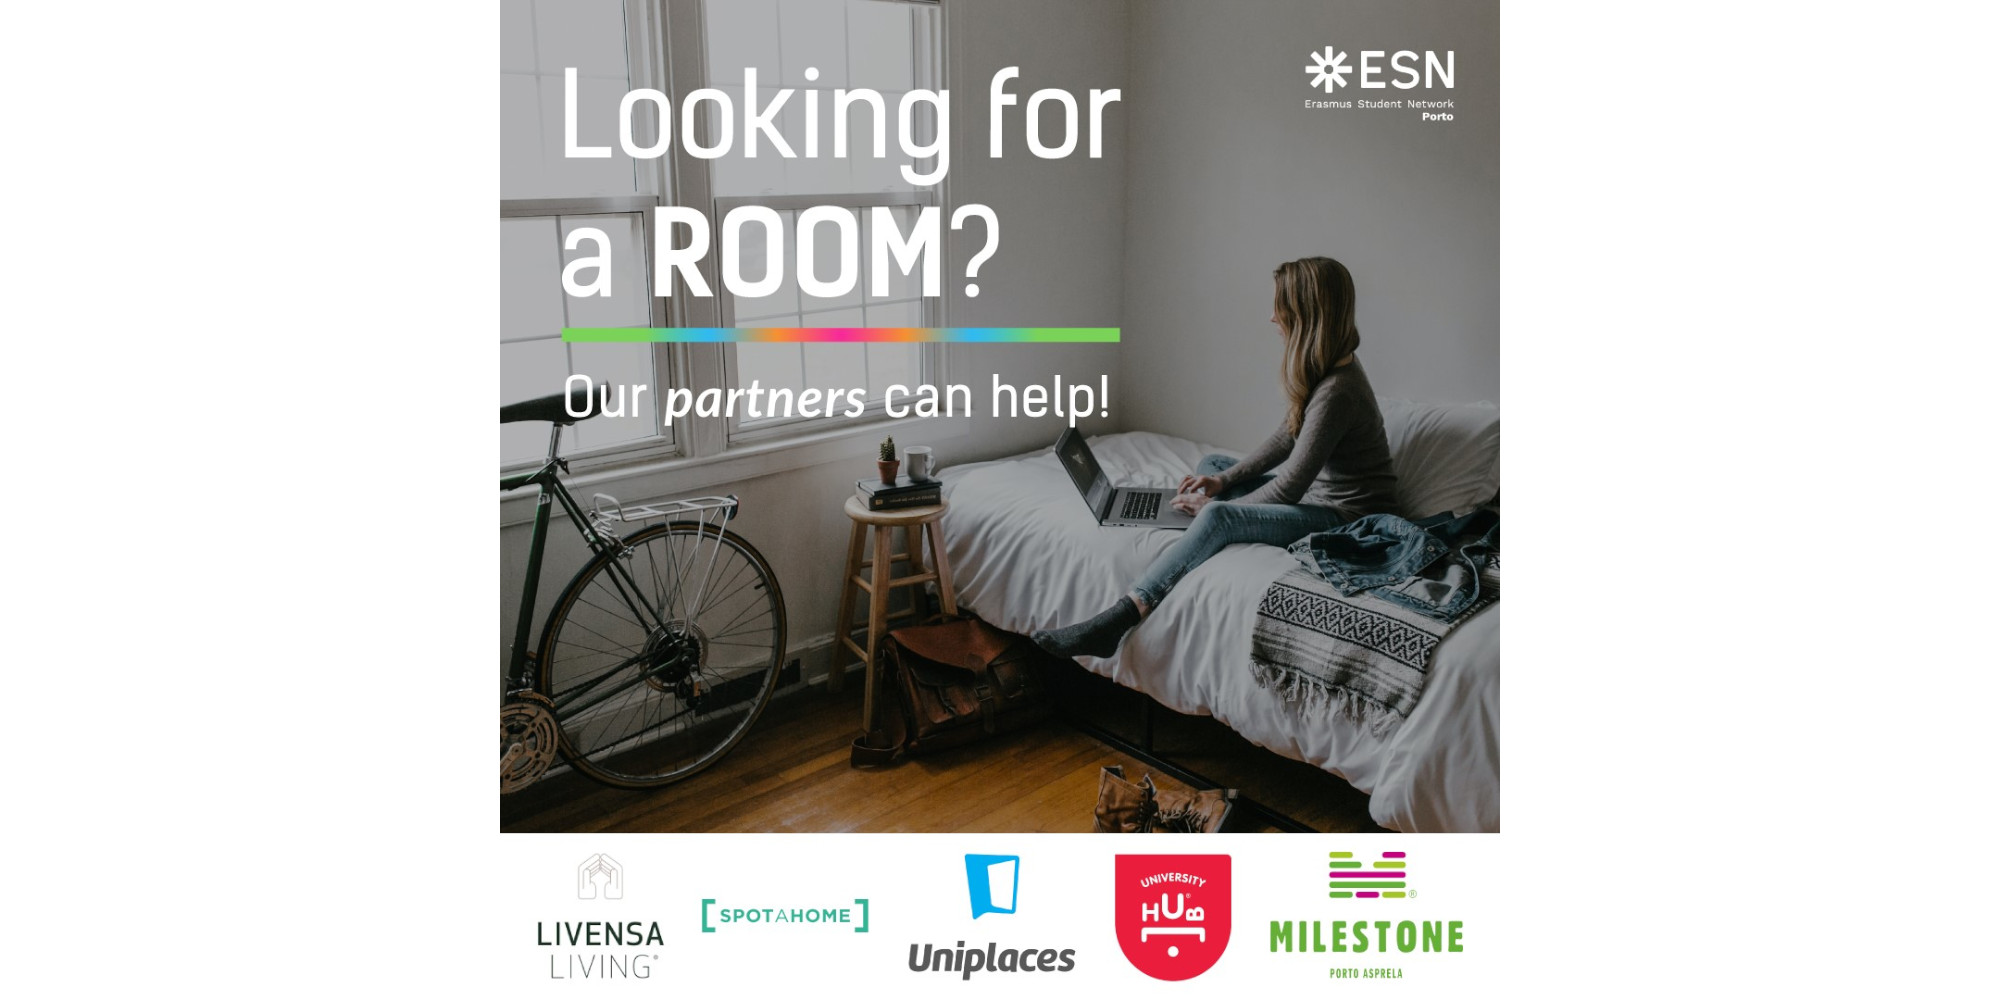 Looking for
a ROOM?
Our partners can help!
ESN
Erasmus Student Network
Porto
LIVENSA
LIVING®
[SPOTAHOME]
Uniplaces
UNIVERSITY
HUB®
MILESTONE®
PORTO ASPRELA